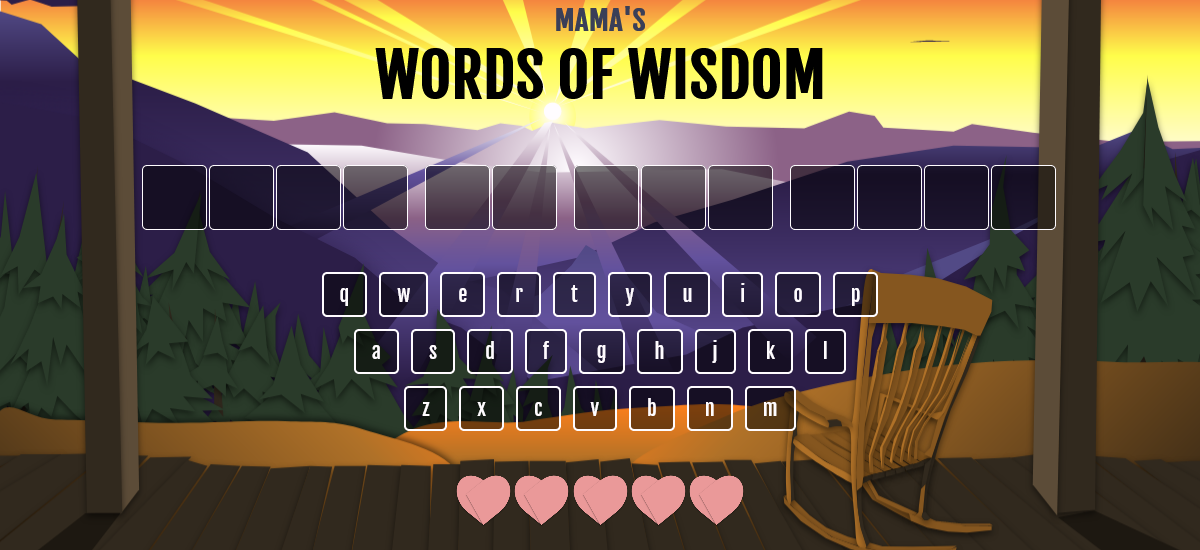 MAMA'S
WORDS OF WISDOM
q w e r t y u i o p
a s d f g h j k l
z x c v b n m